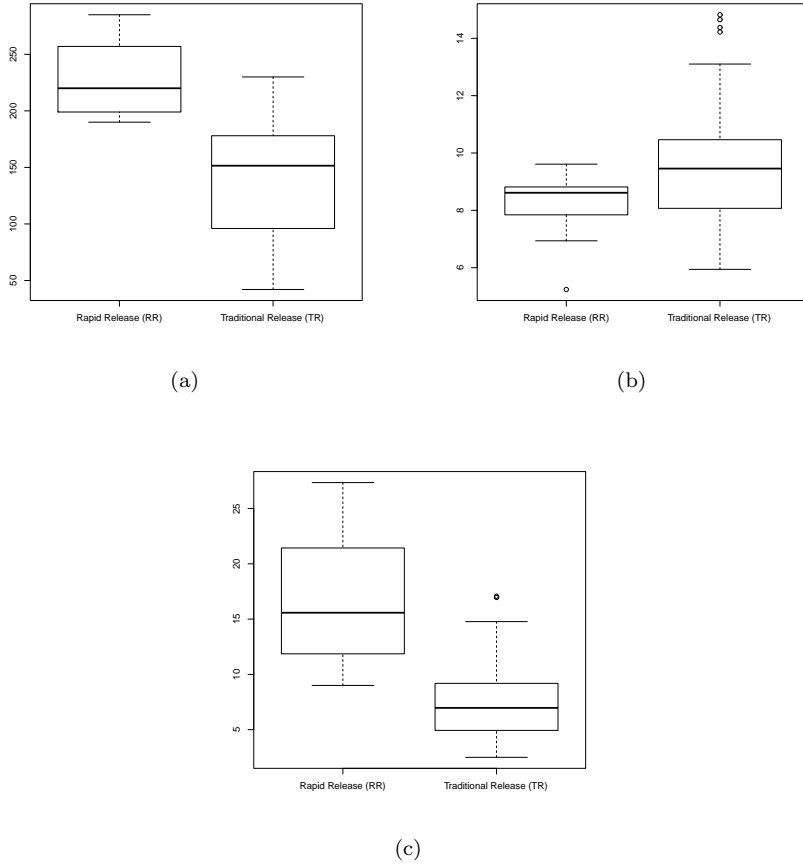 250
200
150
100
50
Rapid Release (RR) Traditional Release (TR)
(a)
14
12
10
8
6
Rapid Release (RR) Traditional Release (TR)
(b)
25
20
15
10
5
Rapid Release (RR) Traditional Release (TR)
(c)